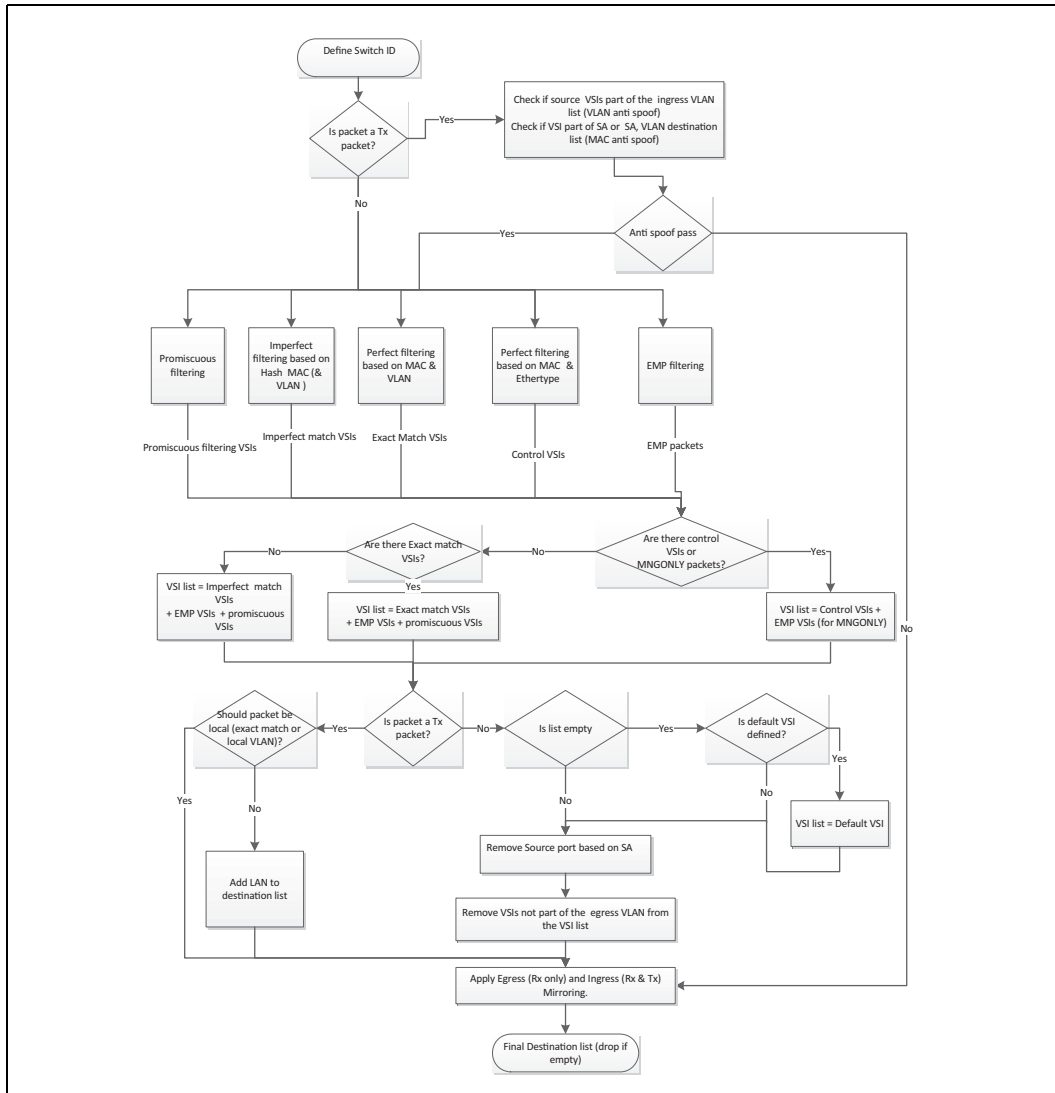 Define Switch ID
Is packet a Tx
packet?
Yes
Check if source VSIs part of the ingress VLAN
list (VLAN anti spoof)
Check if VSI part of SA or SA, VLAN destination
list (MAC anti spoof)
No
Yes
Anti spoof pass
Promiscuous
filtering
Imperfect
filtering based on
Hash MAC (&
VLAN )
Perfect filtering
based on MAC &
VLAN
Perfect filtering
based on MAC &
Ethertype
EMP filtering
Promiscuous filtering VSIs
Imperfect match VSIs
Exact Match VSIs
Control VSIs
EMP packets
Are there control
VSIs or
MNGONLY packets?
No
Are there Exact match
VSIs?
No
Yes
Yes
VSI list = Imperfect match
VSIs
+ EMP VSIs + promiscuous
VSIs
VSI list = Exact match VSIs
+ EMP VSIs + promiscuous VSIs
VSI list = Control VSIs +
EMP VSIs (for MNGONLY)
No
Should packet be
local (exact match or
local VLAN)?
Yes
Is packet a Tx
packet?
No
Is list empty
Yes
Is default VSI
defined?
Yes
Yes
No
No
No
VSI list = Default VSI
Add LAN to
destination list
Remove Source port based on SA
Remove VSIs not part of the egress VLAN from
the VSI list
Apply Egress (Rx only) and Ingress (Rx & Tx)
Mirroring.
Final Destination list (drop if
empty)